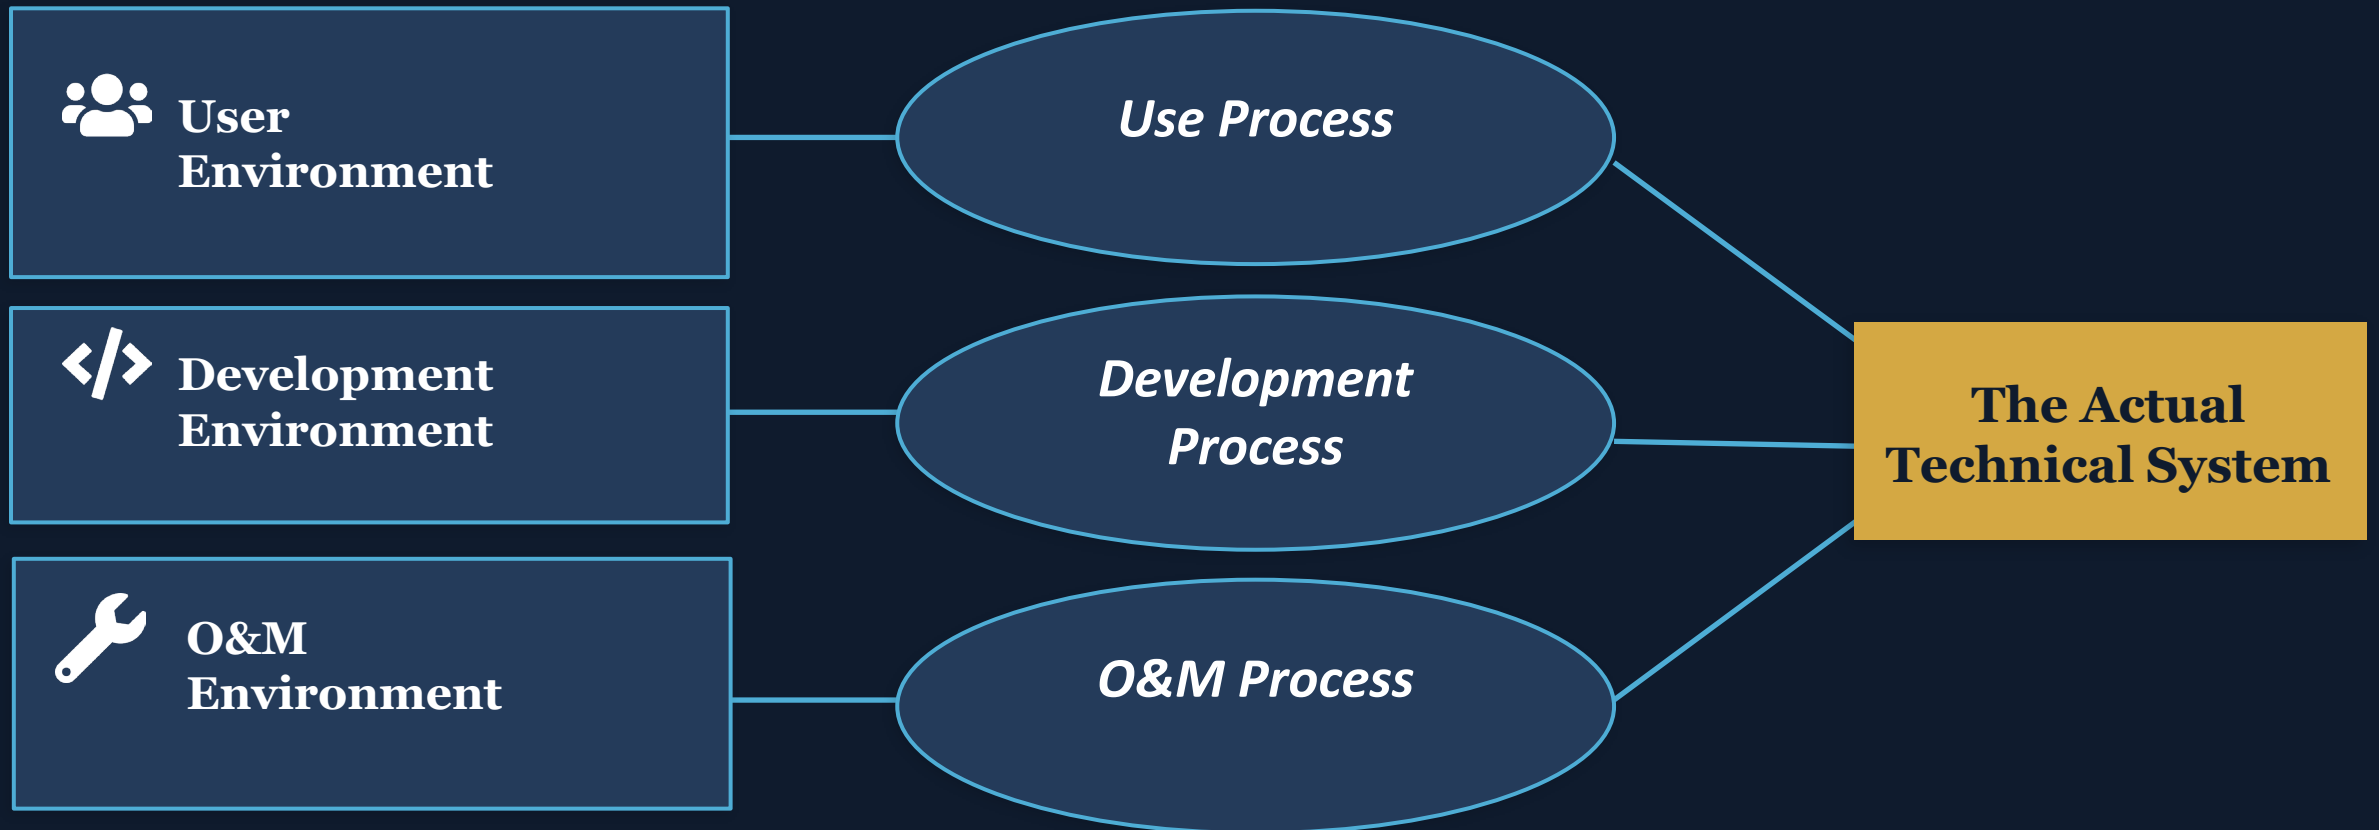 User
Environment
Use Process
Development
Environment
Development
Process
The Actual
Technical System
O&M
Environment
O&M Process